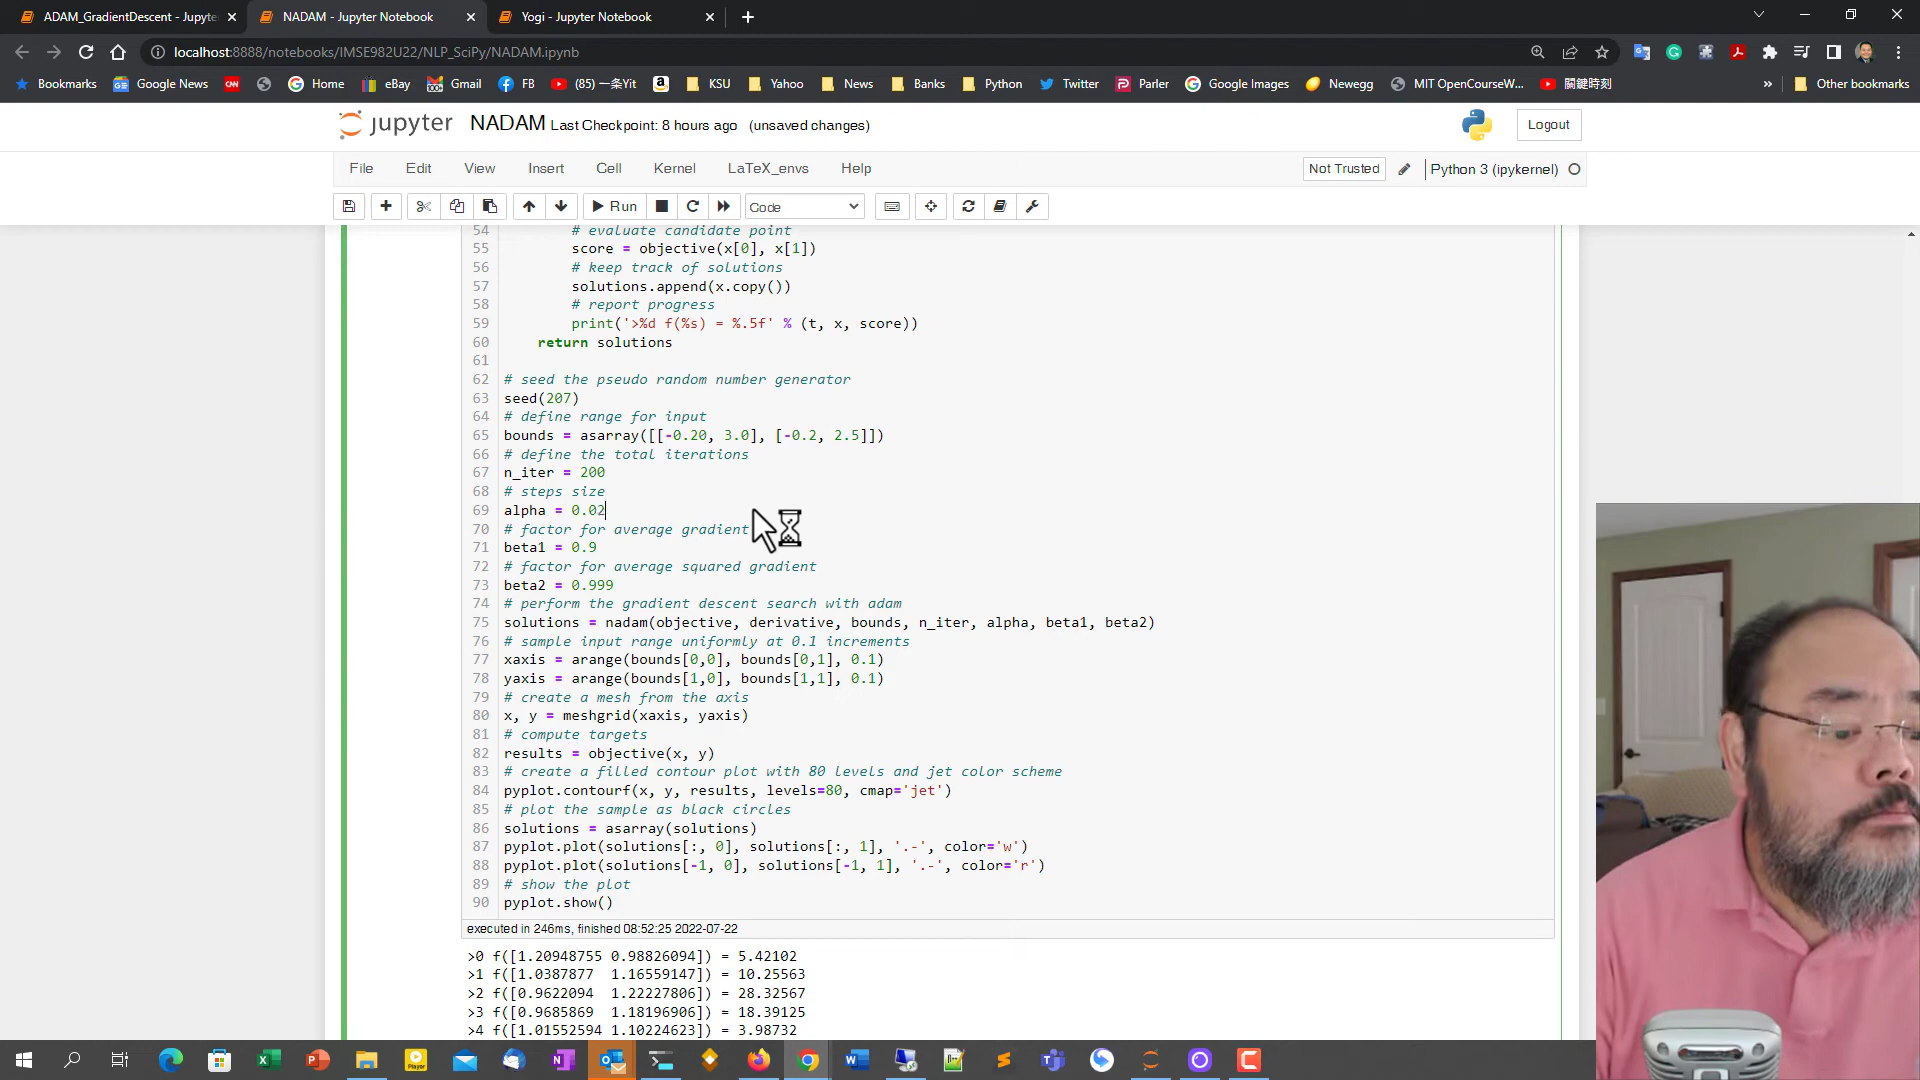 ADAM_GradientDescent - Jupyte
NADAM - Jupyter Notebook
Yogi - Jupyter Notebook
localhost:8888/notebooks/IMSE982U22/NLP_SciPy/NADAM.ipynb
Bookmarks Google News CNN Home eBay Gmail FB (85) 一条Yit KSU Yahoo News Banks Python Twitter Parler Google Images Newegg MIT OpenCourseW... 關鍵時刻 » Other bookmarks
jupyter NADAM Last Checkpoint: 8 hours ago (unsaved changes) Logout
File Edit View Insert Cell Kernel LaTeX_envs Help Not Trusted Python 3 (ipykernel)
Run Code
54 # evaluate candidate point
55 score = objective(x[0], x[1])
56 # keep track of solutions
57 solutions.append(x.copy())
58 # report progress
59 print('>%d f(%s) = %.5f' % (t, x, score))
60 return solutions
61
62 # seed the pseudo random number generator
63 seed(207)
64 # define range for input
65 bounds = asarray([[-0.20, 3.0], [-0.2, 2.5]])
66 # define the total iterations
67 n_iter = 200
68 # steps size
69 alpha = 0.02
70 # factor for average gradient
71 beta1 = 0.9
72 # factor for average squared gradient
73 beta2 = 0.999
74 # perform the gradient descent search with adam
75 solutions = nadam(objective, derivative, bounds, n_iter, alpha, beta1, beta2)
76 # sample input range uniformly at 0.1 increments
77 xaxis = arange(bounds[0,0], bounds[0,1], 0.1)
78 yaxis = arange(bounds[1,0], bounds[1,1], 0.1)
79 # create a mesh from the axis
80 x, y = meshgrid(xaxis, yaxis)
81 # compute targets
82 results = objective(x, y)
83 # create a filled contour plot with 80 levels and jet color scheme
84 pyplot.contourf(x, y, results, levels=80, cmap='jet')
85 # plot the sample as black circles
86 solutions = asarray(solutions)
87 pyplot.plot(solutions[:, 0], solutions[:, 1], '.-', color='w')
88 pyplot.plot(solutions[-1, 0], solutions[-1, 1], '.-', color='r')
89 # show the plot
90 pyplot.show()
executed in 246ms, finished 08:52:25 2022-07-22
>0 f([1.20948755 0.98826094]) = 5.42102
>1 f([1.0387877 1.16559147]) = 10.25563
>2 f([0.9622094 1.22227806]) = 28.32567
>3 f([0.9685869 1.18196906]) = 18.39125
>4 f([1.01552594 1.10224623]) = 3.98732